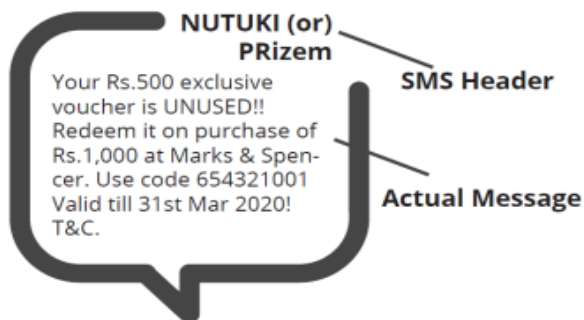 NUTUKI (or)
PRizem
SMS Header
Your Rs.500 exclusive
voucher is UNUSED!!
Redeem it on purchase of
Rs.1,000 at Marks & Spen-
cer. Use code 654321001
Valid till 31st Mar 2020!
T&C.
Actual Message